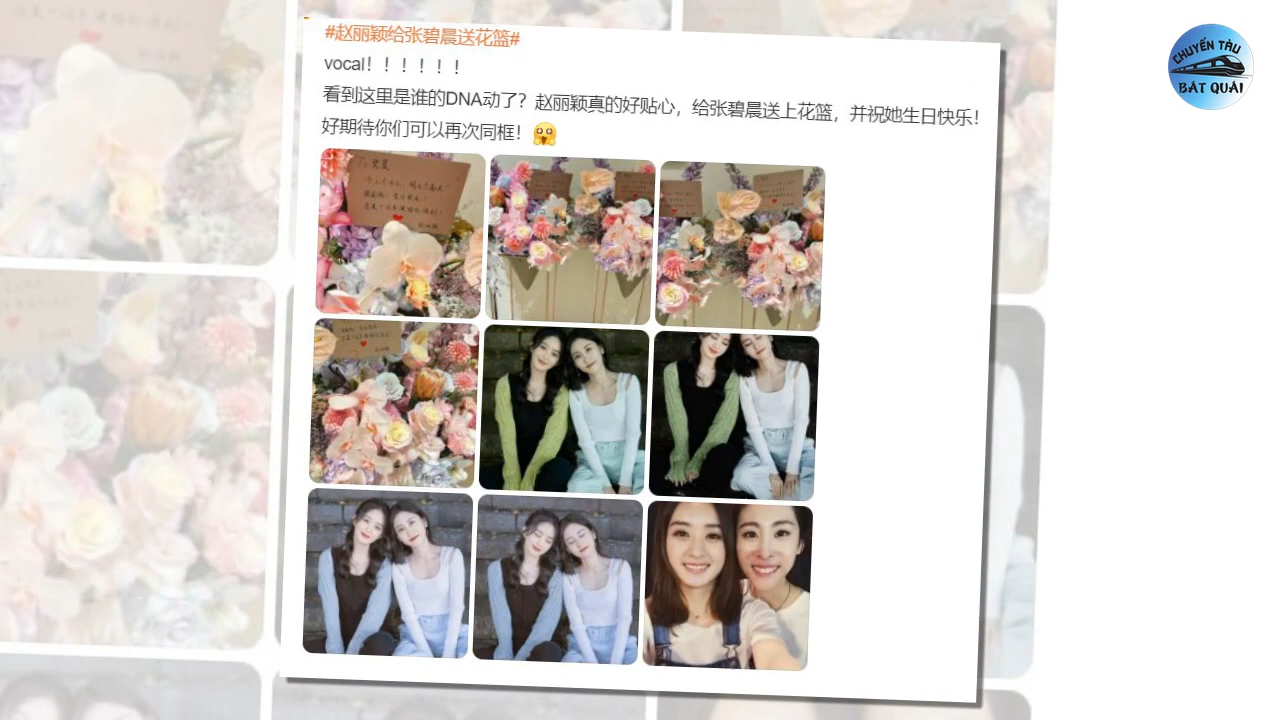 #赵丽颖给张碧晨送花篮#
vocal！！！！！！
看到这里是谁的DNA动了？赵丽颖真的好贴心，给张碧晨送上花篮，并祝她生日快乐！
好期待你们可以再次同框！
CHUYẾN TÀU
BÁT QUÁI